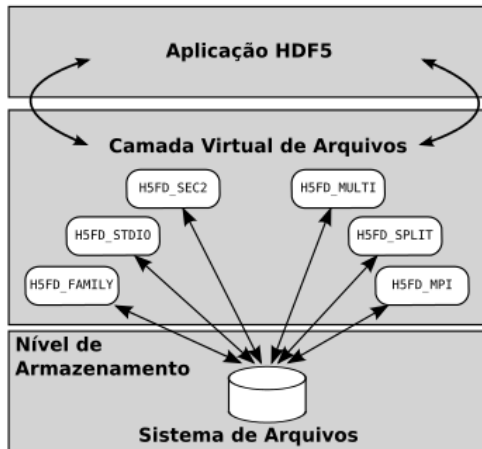 Aplicação HDF5
Camada Virtual de Arquivos
H5FD_SEC2
H5FD_MULTI
H5FD_STDIO
H5FD_SPLIT
H5FD_FAMILY
H5FD_MPI
Nível de
Armazenamento
Sistema de Arquivos